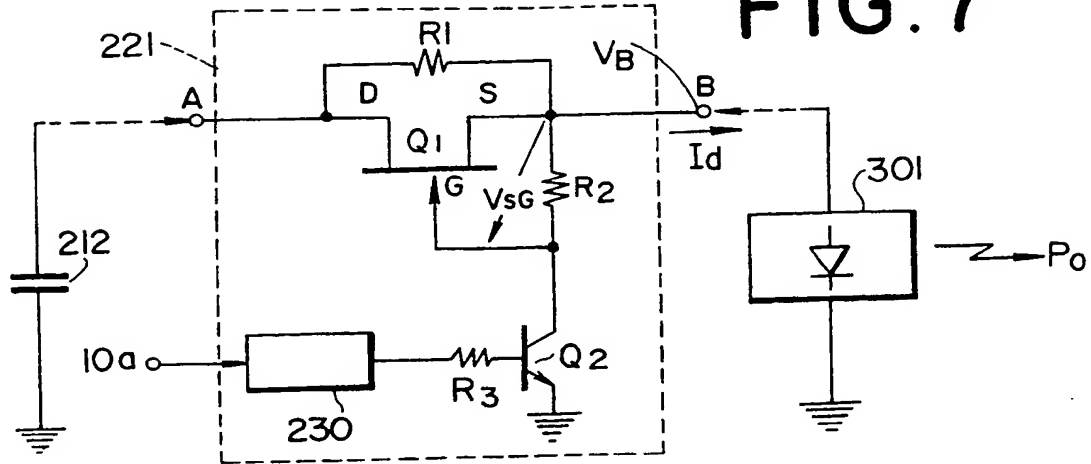 FIG. 7
221
R1
VB
A
D
S
B
Q1
Id
G
VSG
R2
301
212
Po
10a
R3
Q2
230